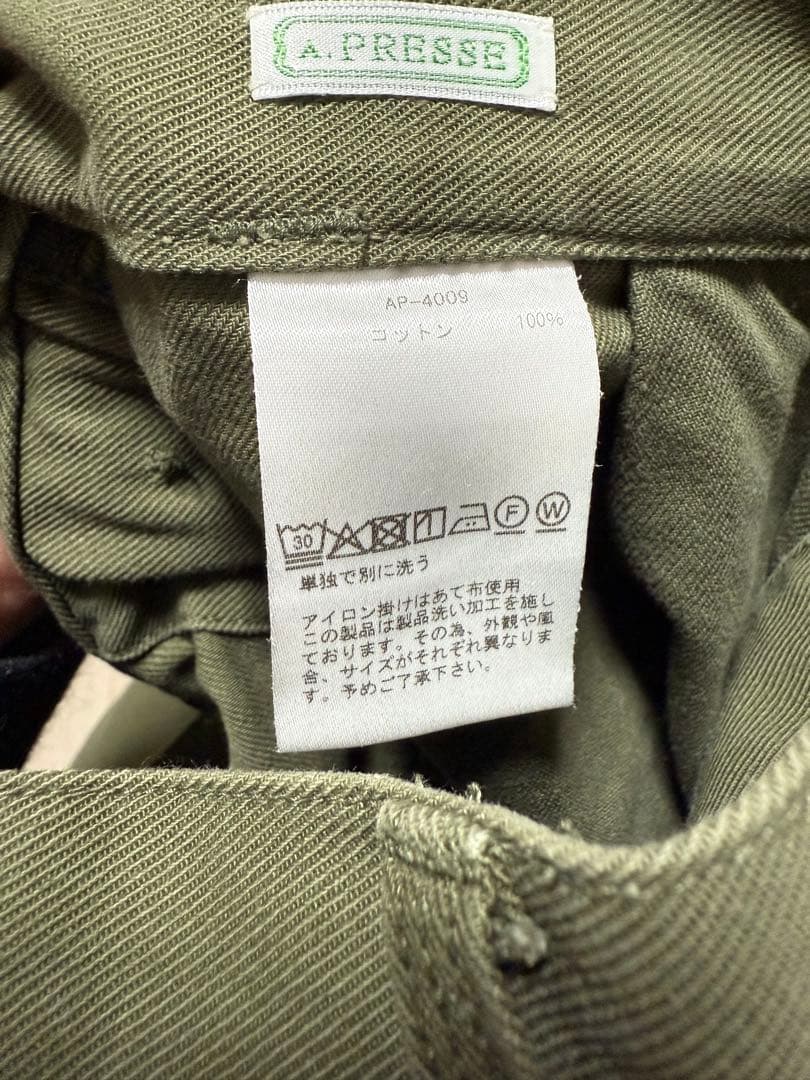 A.PRESSE
AP-4009
コットン 100%
30 F W
単独で別に洗う
アイロン掛けはあて布使用
この製品は製品洗い加工を施し
ております。その為、外観や風
合、サイズがそれぞれ異なりま
す。予めご了承下さい。